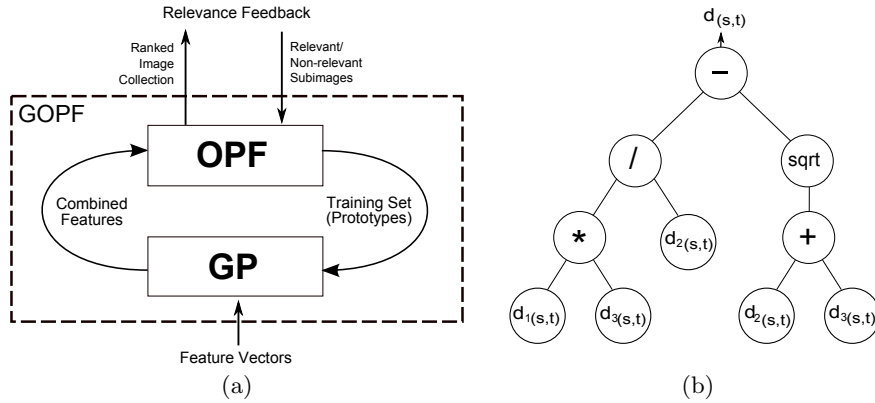 Relevance Feedback
Ranked
Image
Collection
Relevant/
Non-relevant
Subimages
GOPF
OPF
Combined
Features
Training Set
(Prototypes)
GP
Feature Vectors
(a)
d(s,t)
−
/
sqrt
*
d2(s,t)
+
d1(s,t)
d3(s,t)
d2(s,t)
d3(s,t)
(b)